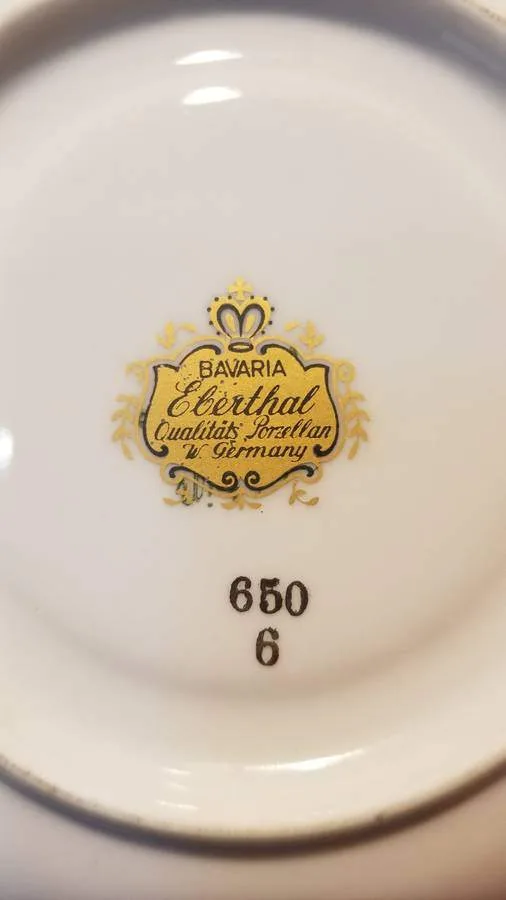 BAVARIA
Eberthal
Qualitäts Porzellan
W. Germany
650
6